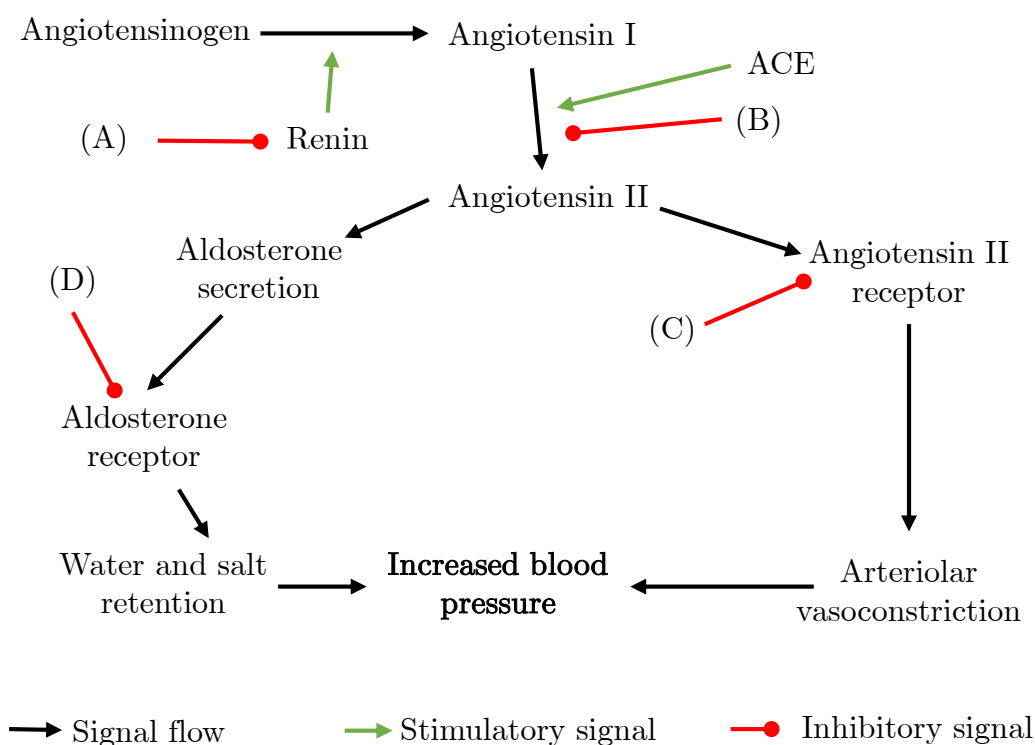 Angiotensinogen
Angiotensin I
ACE
(A)
Renin
(B)
Angiotensin II
Aldosterone
secretion
Angiotensin II
receptor
(D)
(C)
Aldosterone
receptor
Water and salt
retention
Increased blood
pressure
Arteriolar
vasoconstriction
Signal flow
Stimulatory signal
Inhibitory signal